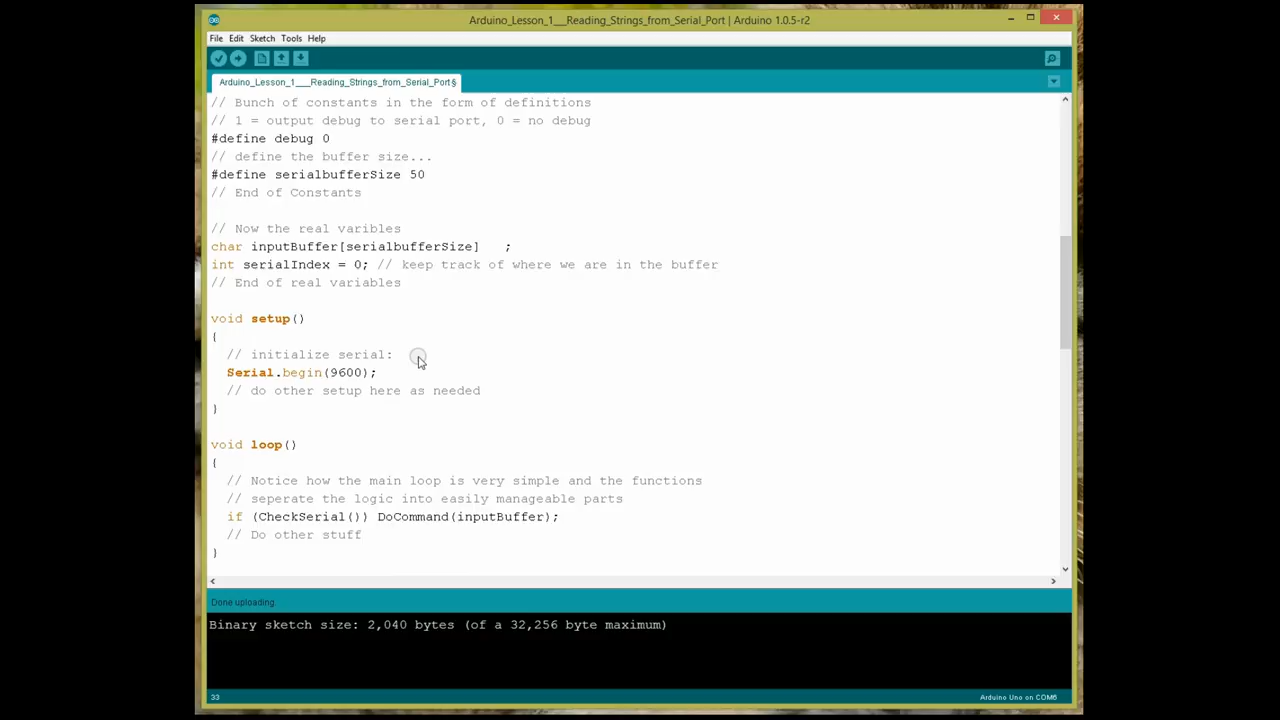 Arduino_Lesson_1___Reading_Strings_from_Serial_Port | Arduino 1.0.5-r2
File Edit Sketch Tools Help
Arduino_Lesson_1___Reading_Strings_from_Serial_Port§
// Bunch of constants in the form of definitions
// 1 = output debug to serial port, 0 = no debug
#define debug 0
// define the buffer size...
#define serialbufferSize 50
// End of Constants
// Now the real varibles
char inputBuffer[serialbufferSize]   ;
int serialIndex = 0; // keep track of where we are in the buffer
// End of real variables
void setup()
{
  // initialize serial:
  Serial.begin(9600);
  // do other setup here as needed
}
void loop()
{
  // Notice how the main loop is very simple and the functions
  // seperate the logic into easily manageable parts
  if (CheckSerial()) DoCommand(inputBuffer);
  // Do other stuff
}
Done uploading.
Binary sketch size: 2,040 bytes (of a 32,256 byte maximum)
33 Arduino Uno on COM6